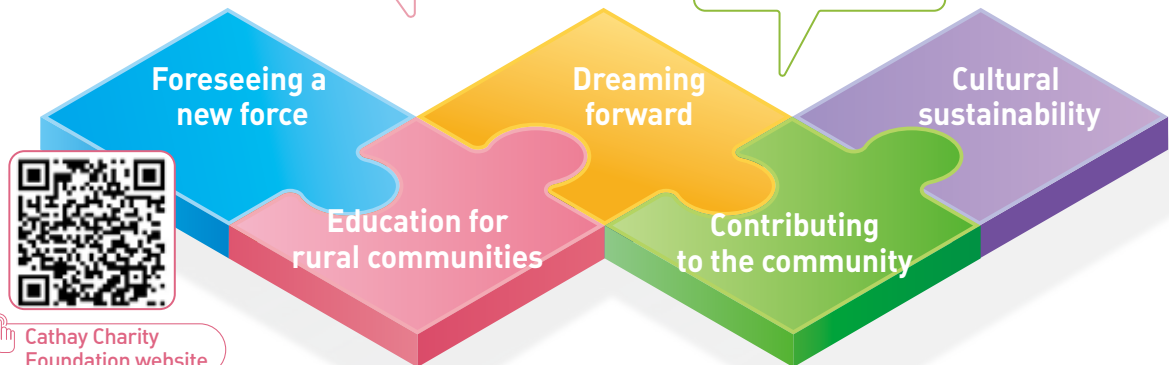 Foreseeing a
new force
Dreaming
forward
Cultural
sustainability
Education for
rural communities
Contributing
to the community
Cathay Charity
Foundation website